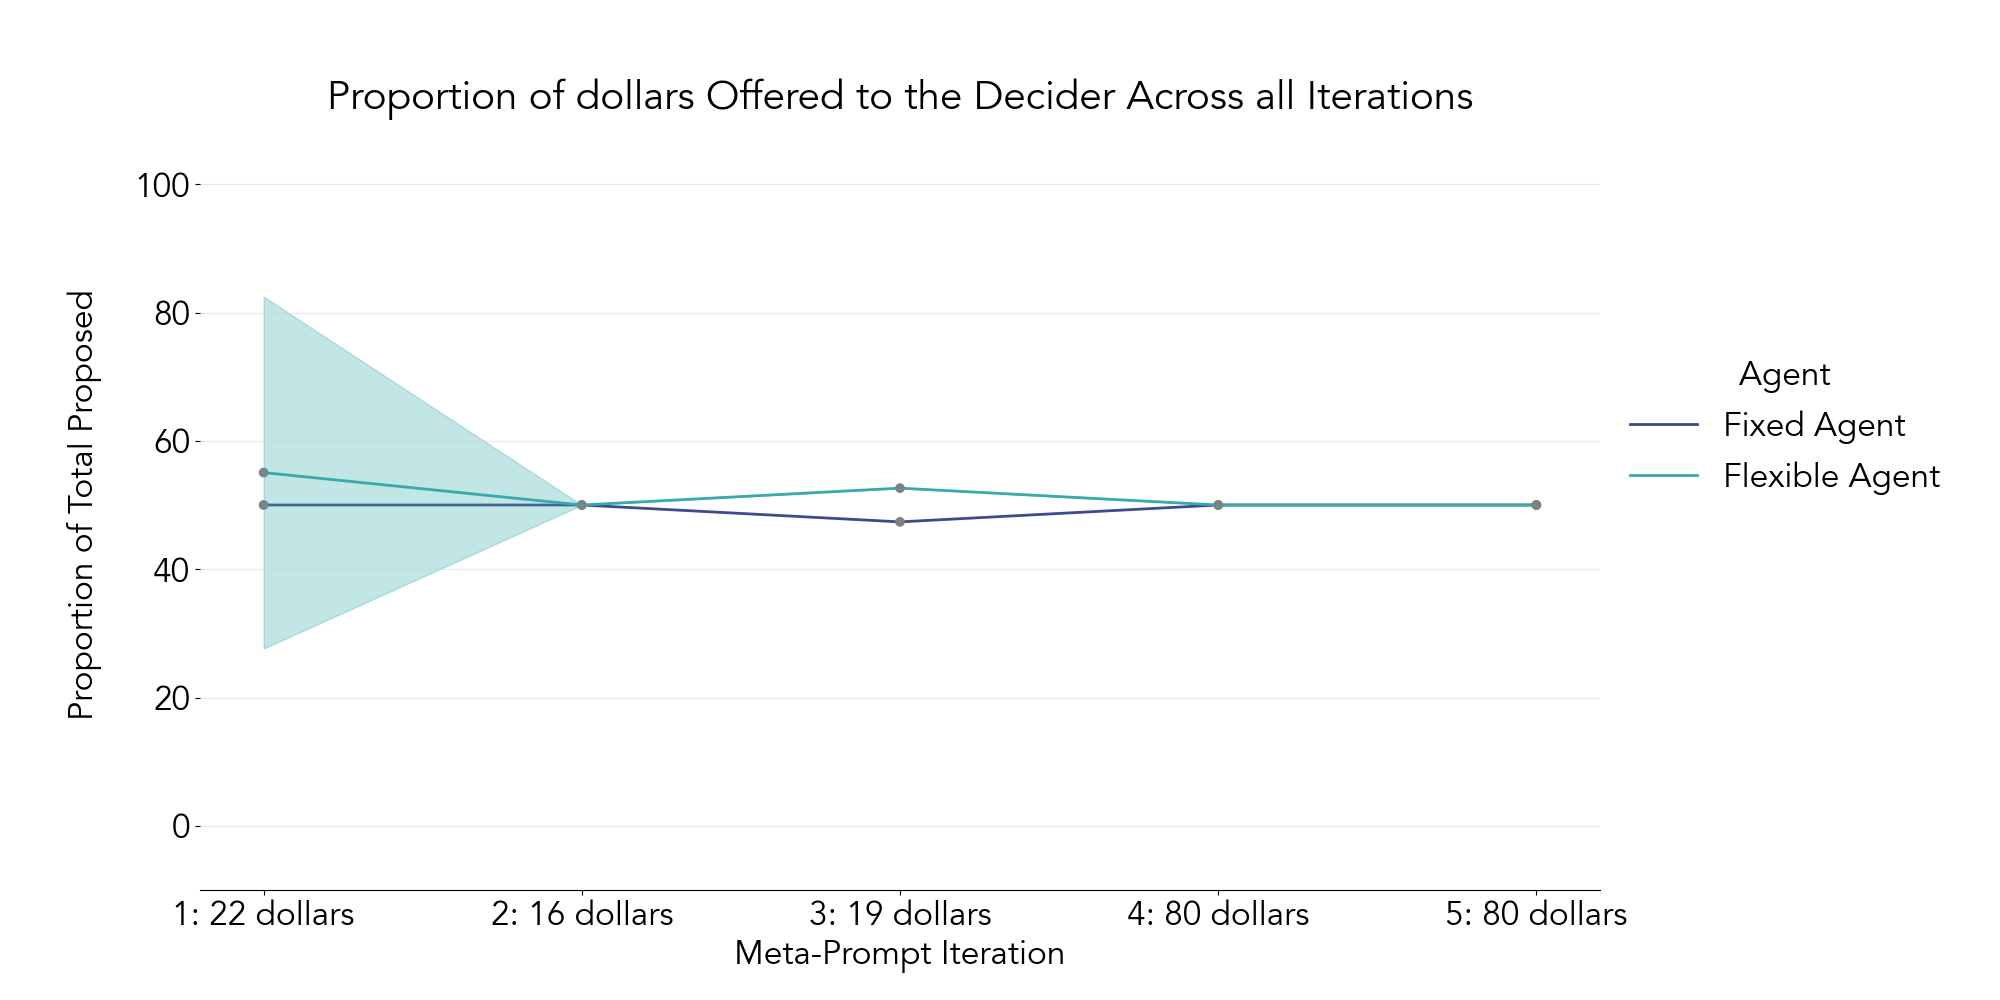 Proportion of dollars Offered to the Decider Across all Iterations
Proportion of Total Proposed
100
80
60
40
20
0
1: 22 dollars
2: 16 dollars
3: 19 dollars
4: 80 dollars
5: 80 dollars
Meta-Prompt Iteration
Agent
Fixed Agent
Flexible Agent